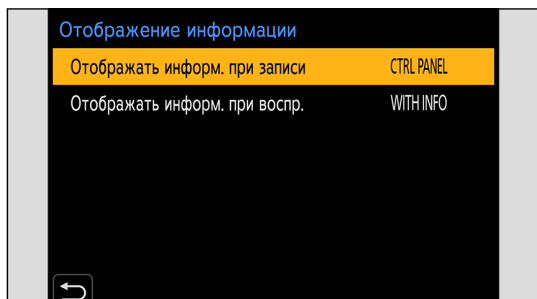 Отображение информации
Отображать информ. при записи CTRL PANEL
Отображать информ. при воспр. WITH INFO